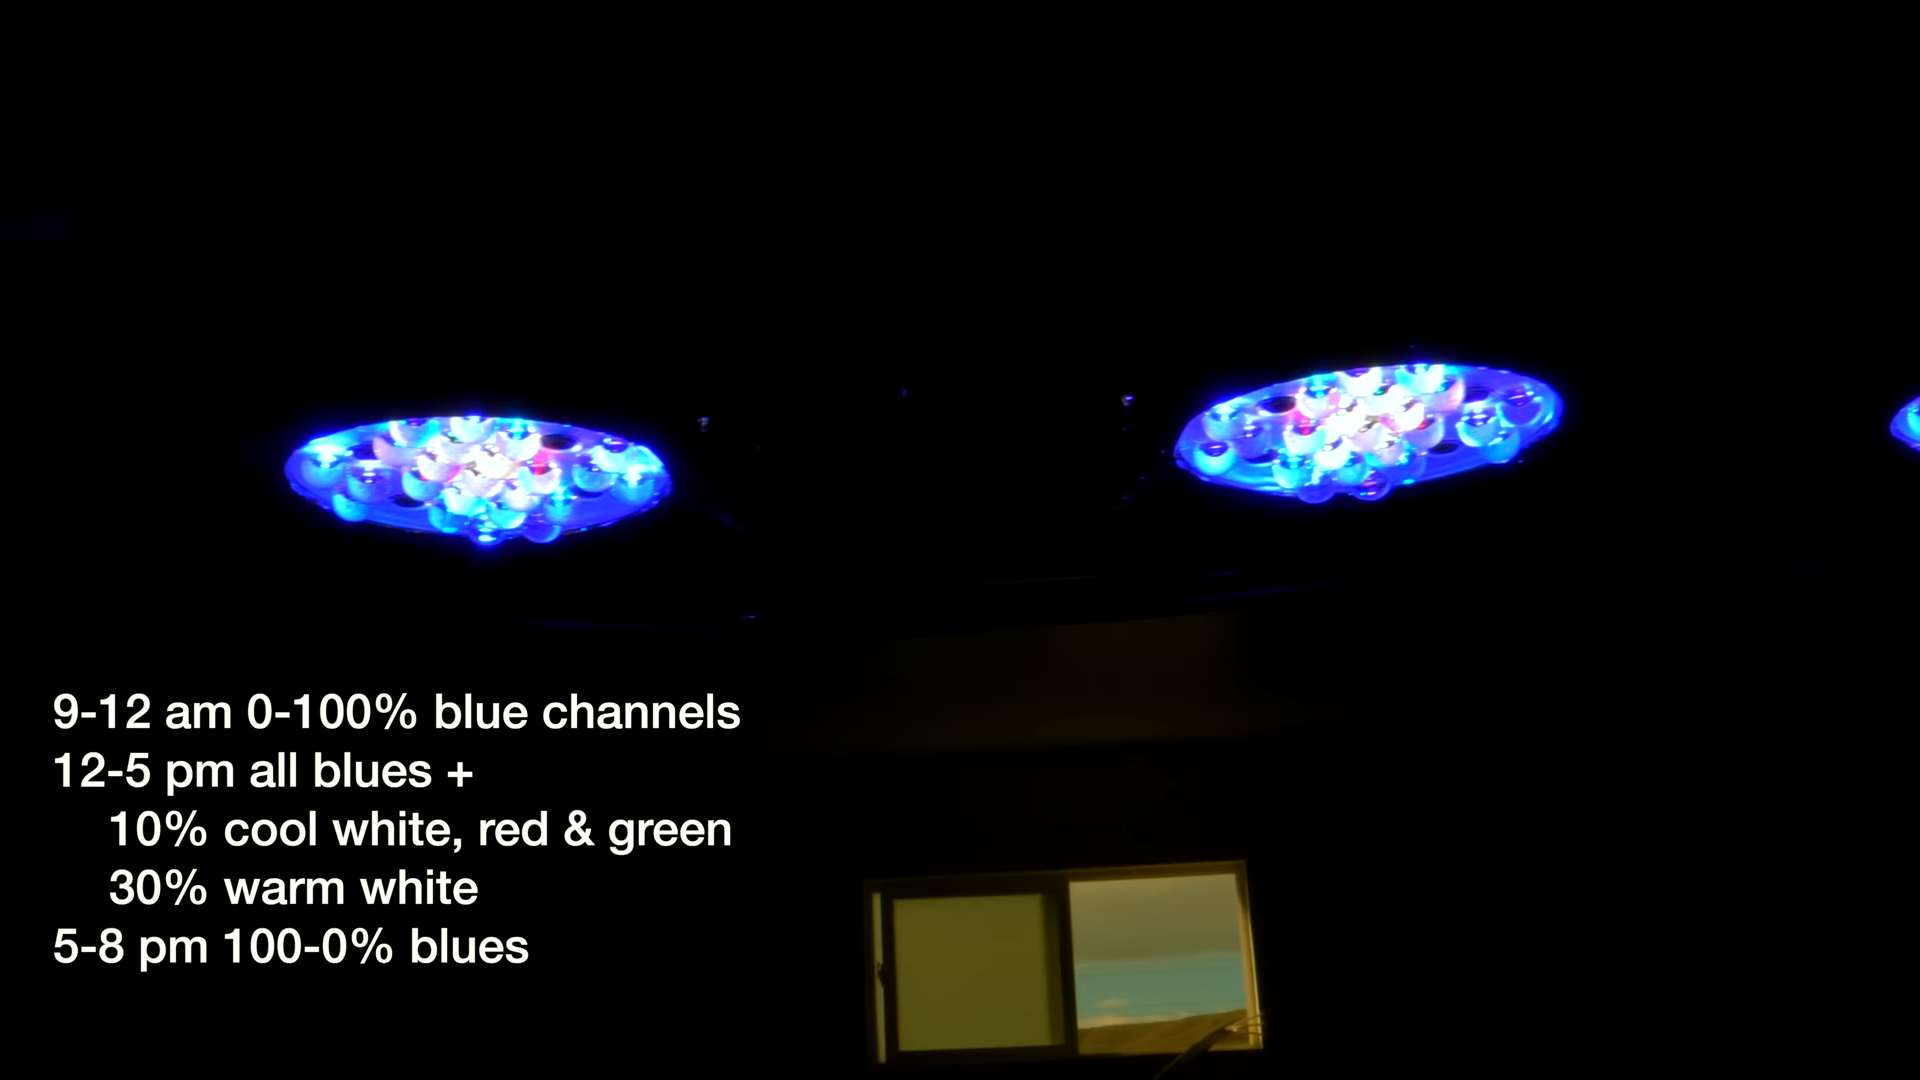 9-12 am 0-100% blue channels
12-5 pm all blues +
10% cool white, red & green
30% warm white
5-8 pm 100-0% blues